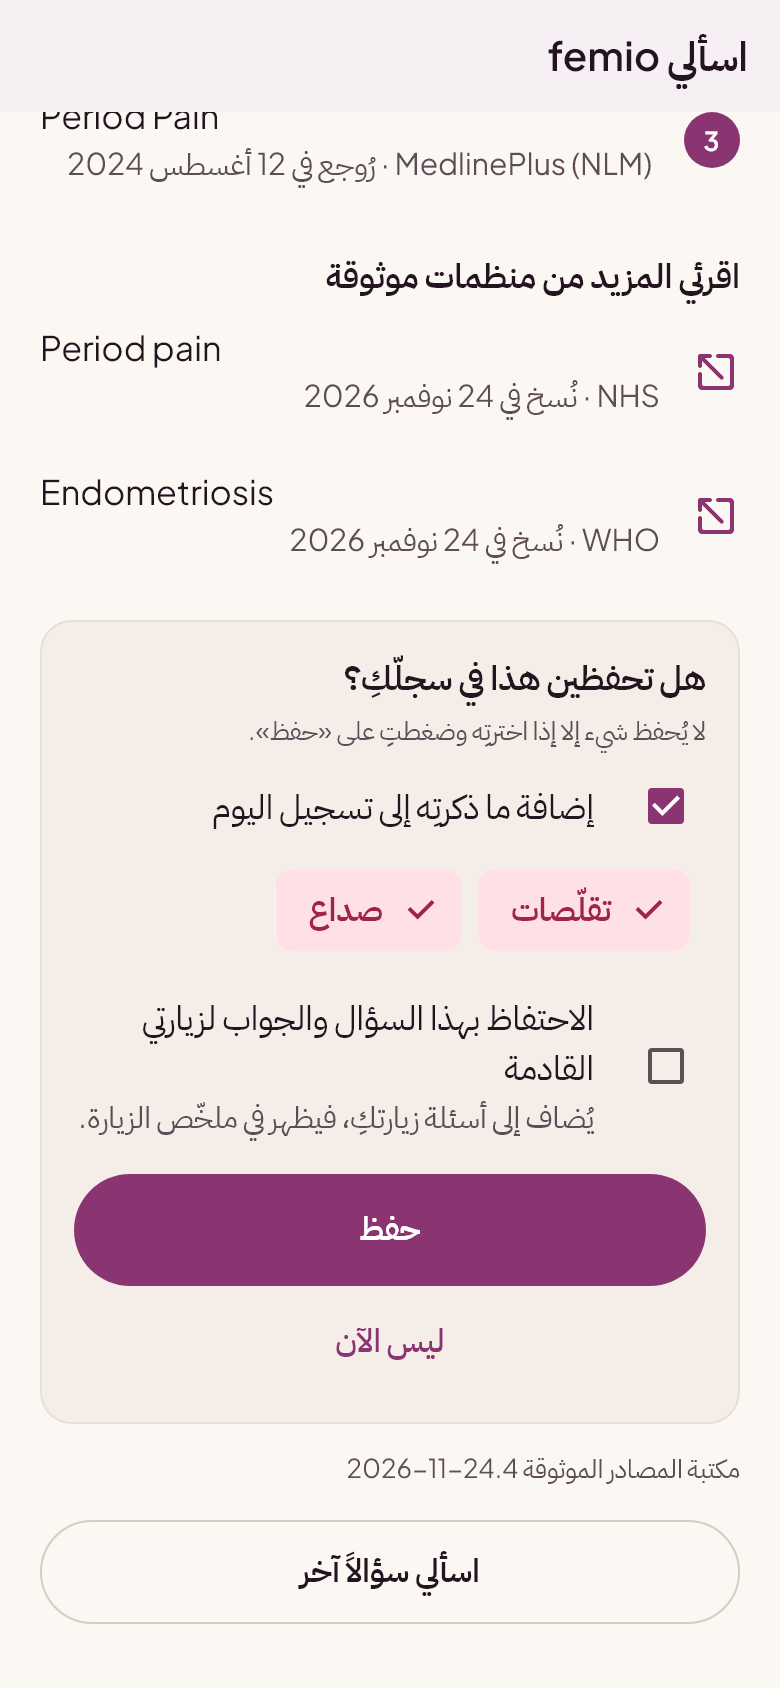 اسألي femio
Period Pain
3
MedlinePlus (NLM) · رُوجع في 12 أغسطس 2024
اقرئي المزيد من منظمات موثوقة
Period pain
NHS · نُسخ في 24 نوفمبر 2026
Endometriosis
WHO · نُسخ في 24 نوفمبر 2026
هل تحفظين هذا في سجلّكِ؟
لا يُحفظ شيء إلا إذا اخترتِه وضغطتِ على «حفظ».
إضافة ما ذكرتِه إلى تسجيل اليوم
تقلّصات
صداع
الاحتفاظ بهذا السؤال والجواب لزيارتي
القادمة
يُضاف إلى أسئلة زيارتكِ، فيظهر في ملخّص الزيارة.
حفظ
ليس الآن
مكتبة المصادر الموثوقة 2026-11-24.4
اسألي سؤالاً آخر